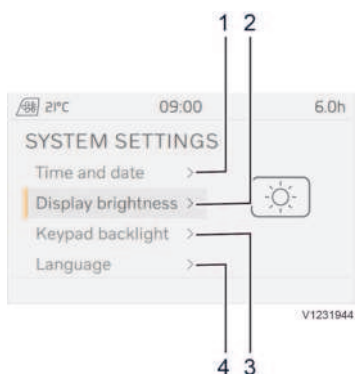 1 2
21°C 09:00 6.0h
SYSTEM SETTINGS
Time and date >
Display brightness >
Keypad backlight >
Language >
V1231944
4 3